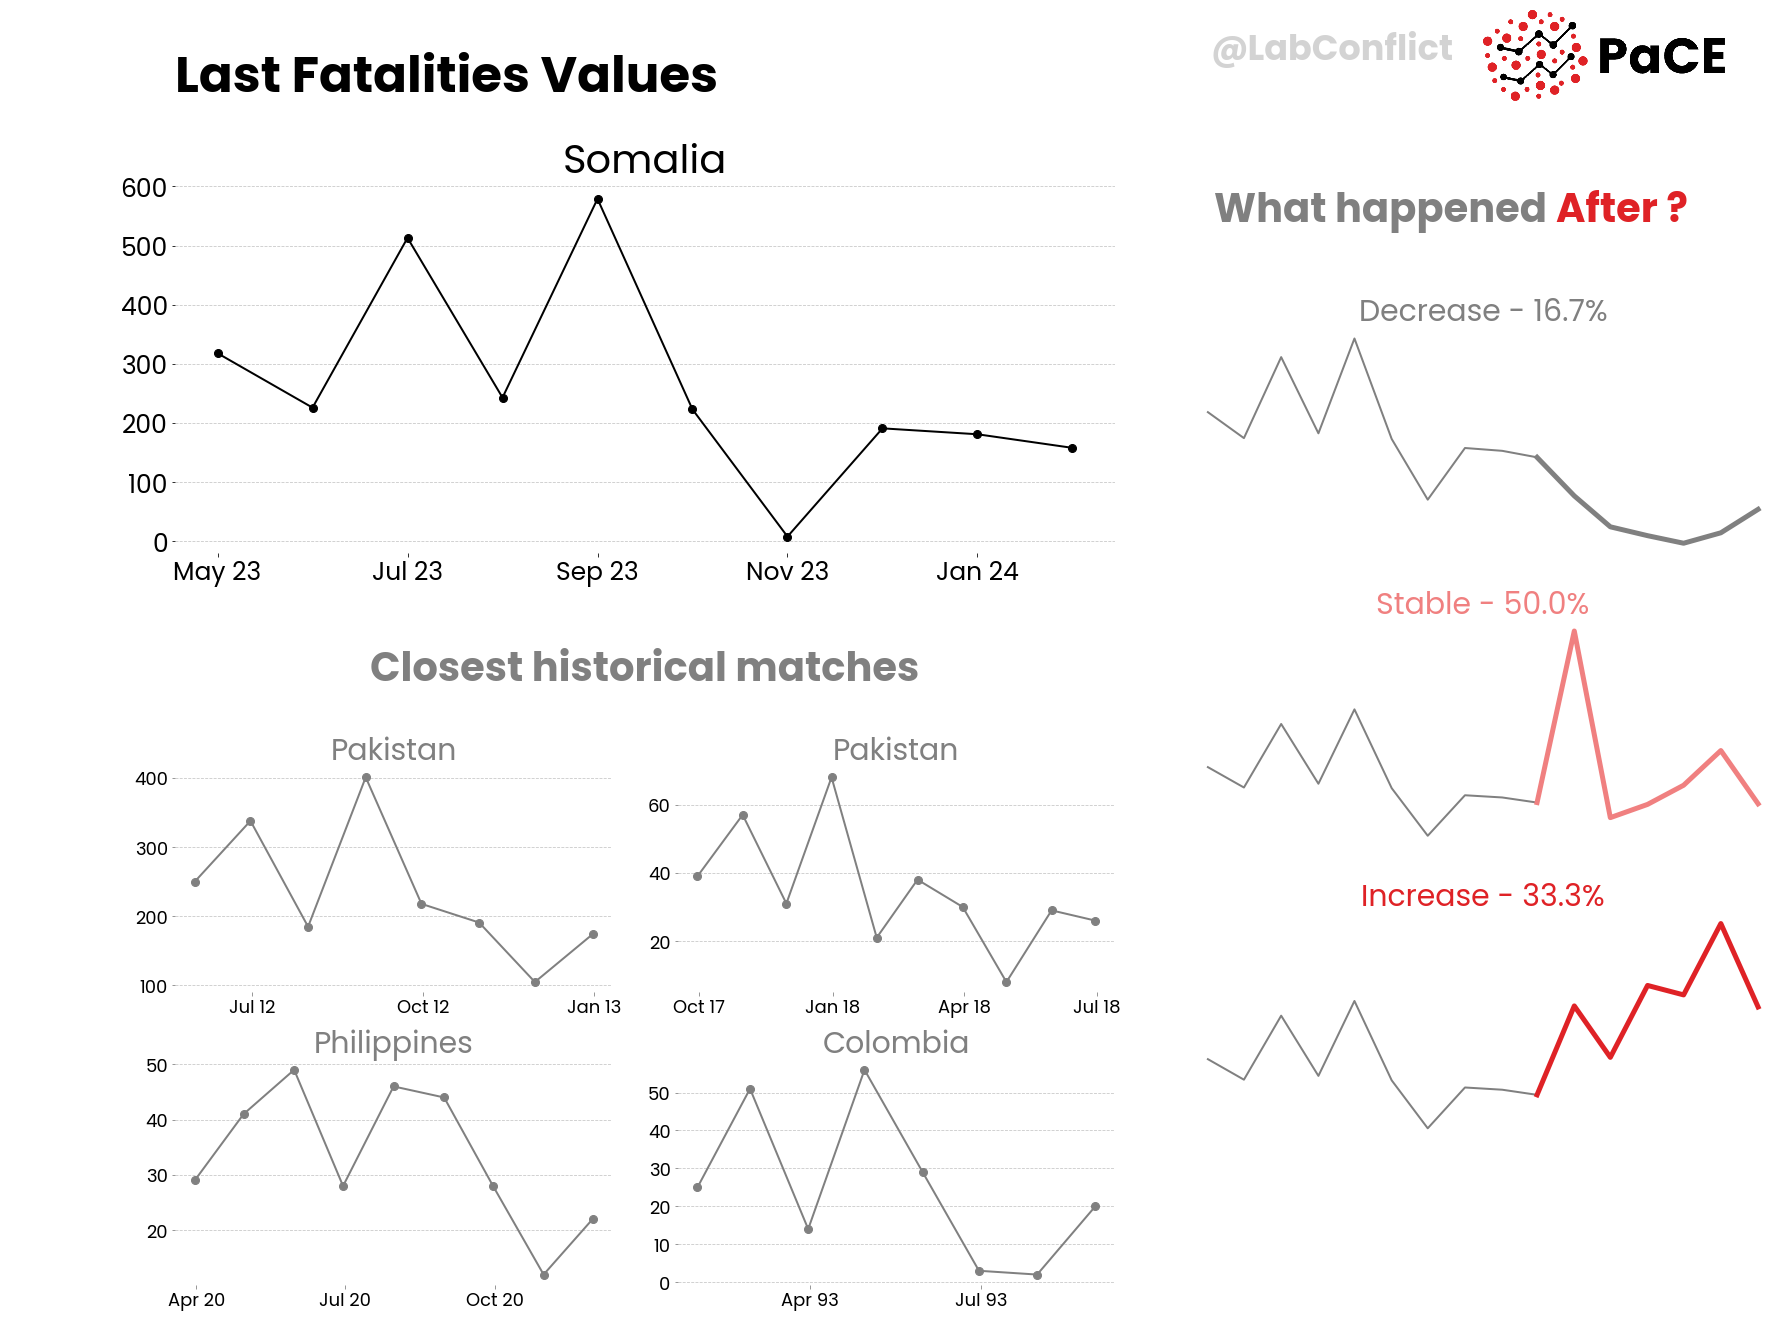 Last Fatalities Values
@LabConflict
PaCE
Somalia
600
500
400
300
200
100
0
May 23 Jul 23 Sep 23 Nov 23 Jan 24
What happened After ?
Decrease - 16.7%
Stable - 50.0%
Increase - 33.3%
Closest historical matches
Pakistan
400
300
200
100
Jul 12 Oct 12 Jan 13
Pakistan
60
40
20
Oct 17 Jan 18 Apr 18 Jul 18
Philippines
50
40
30
20
Apr 20 Jul 20 Oct 20
Colombia
50
40
30
20
10
0
Apr 93 Jul 93